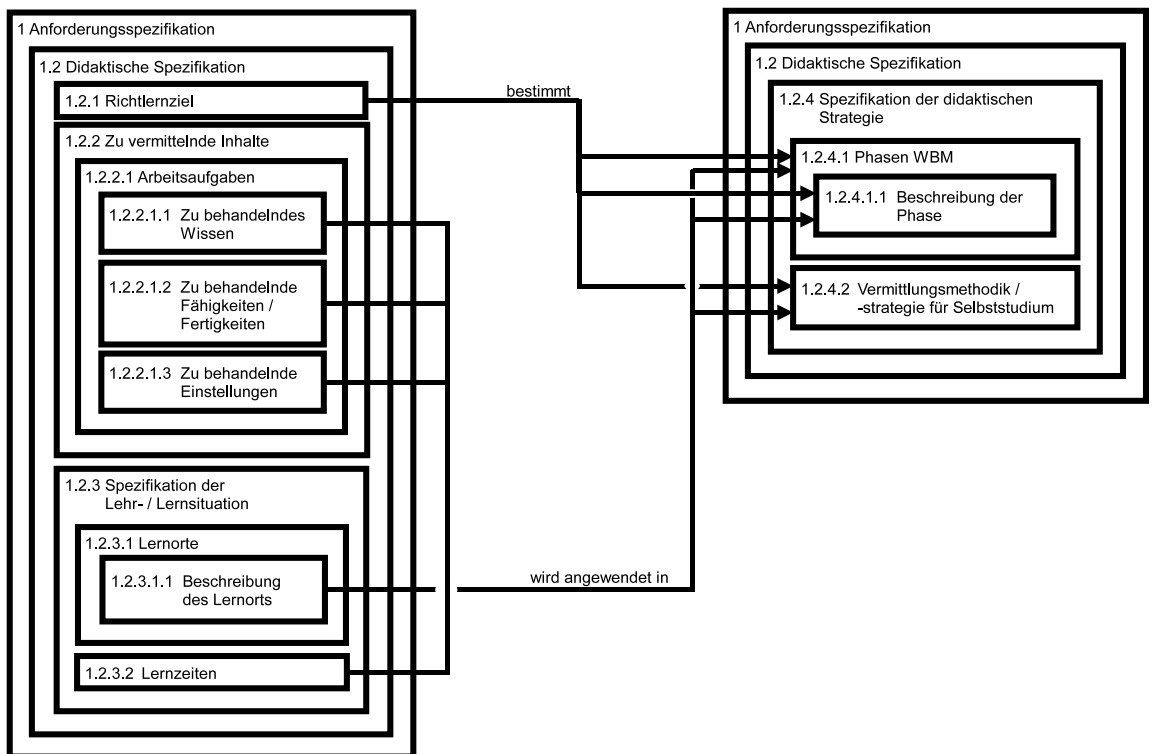 1 Anforderungsspezifikation
1.2 Didaktische Spezifikation
1.2.1 Richtlernziel
1.2.2 Zu vermittelnde Inhalte
1.2.2.1 Arbeitsaufgaben
1.2.2.1.1 Zu behandelndes
Wissen
1.2.2.1.2 Zu behandelnde
Fähigkeiten /
Fertigkeiten
1.2.2.1.3 Zu behandelnde
Einstellungen
1.2.3 Spezifikation der
Lehr- / Lernsituation
1.2.3.1 Lernorte
1.2.3.1.1 Beschreibung
des Lernorts
1.2.3.2 Lernzeiten
bestimmt
wird angewendet in
1 Anforderungsspezifikation
1.2 Didaktische Spezifikation
1.2.4 Spezifikation der didaktischen
Strategie
1.2.4.1 Phasen WBM
1.2.4.1.1 Beschreibung der
Phase
1.2.4.2 Vermittlungsmethodik /
-strategie für Selbststudium